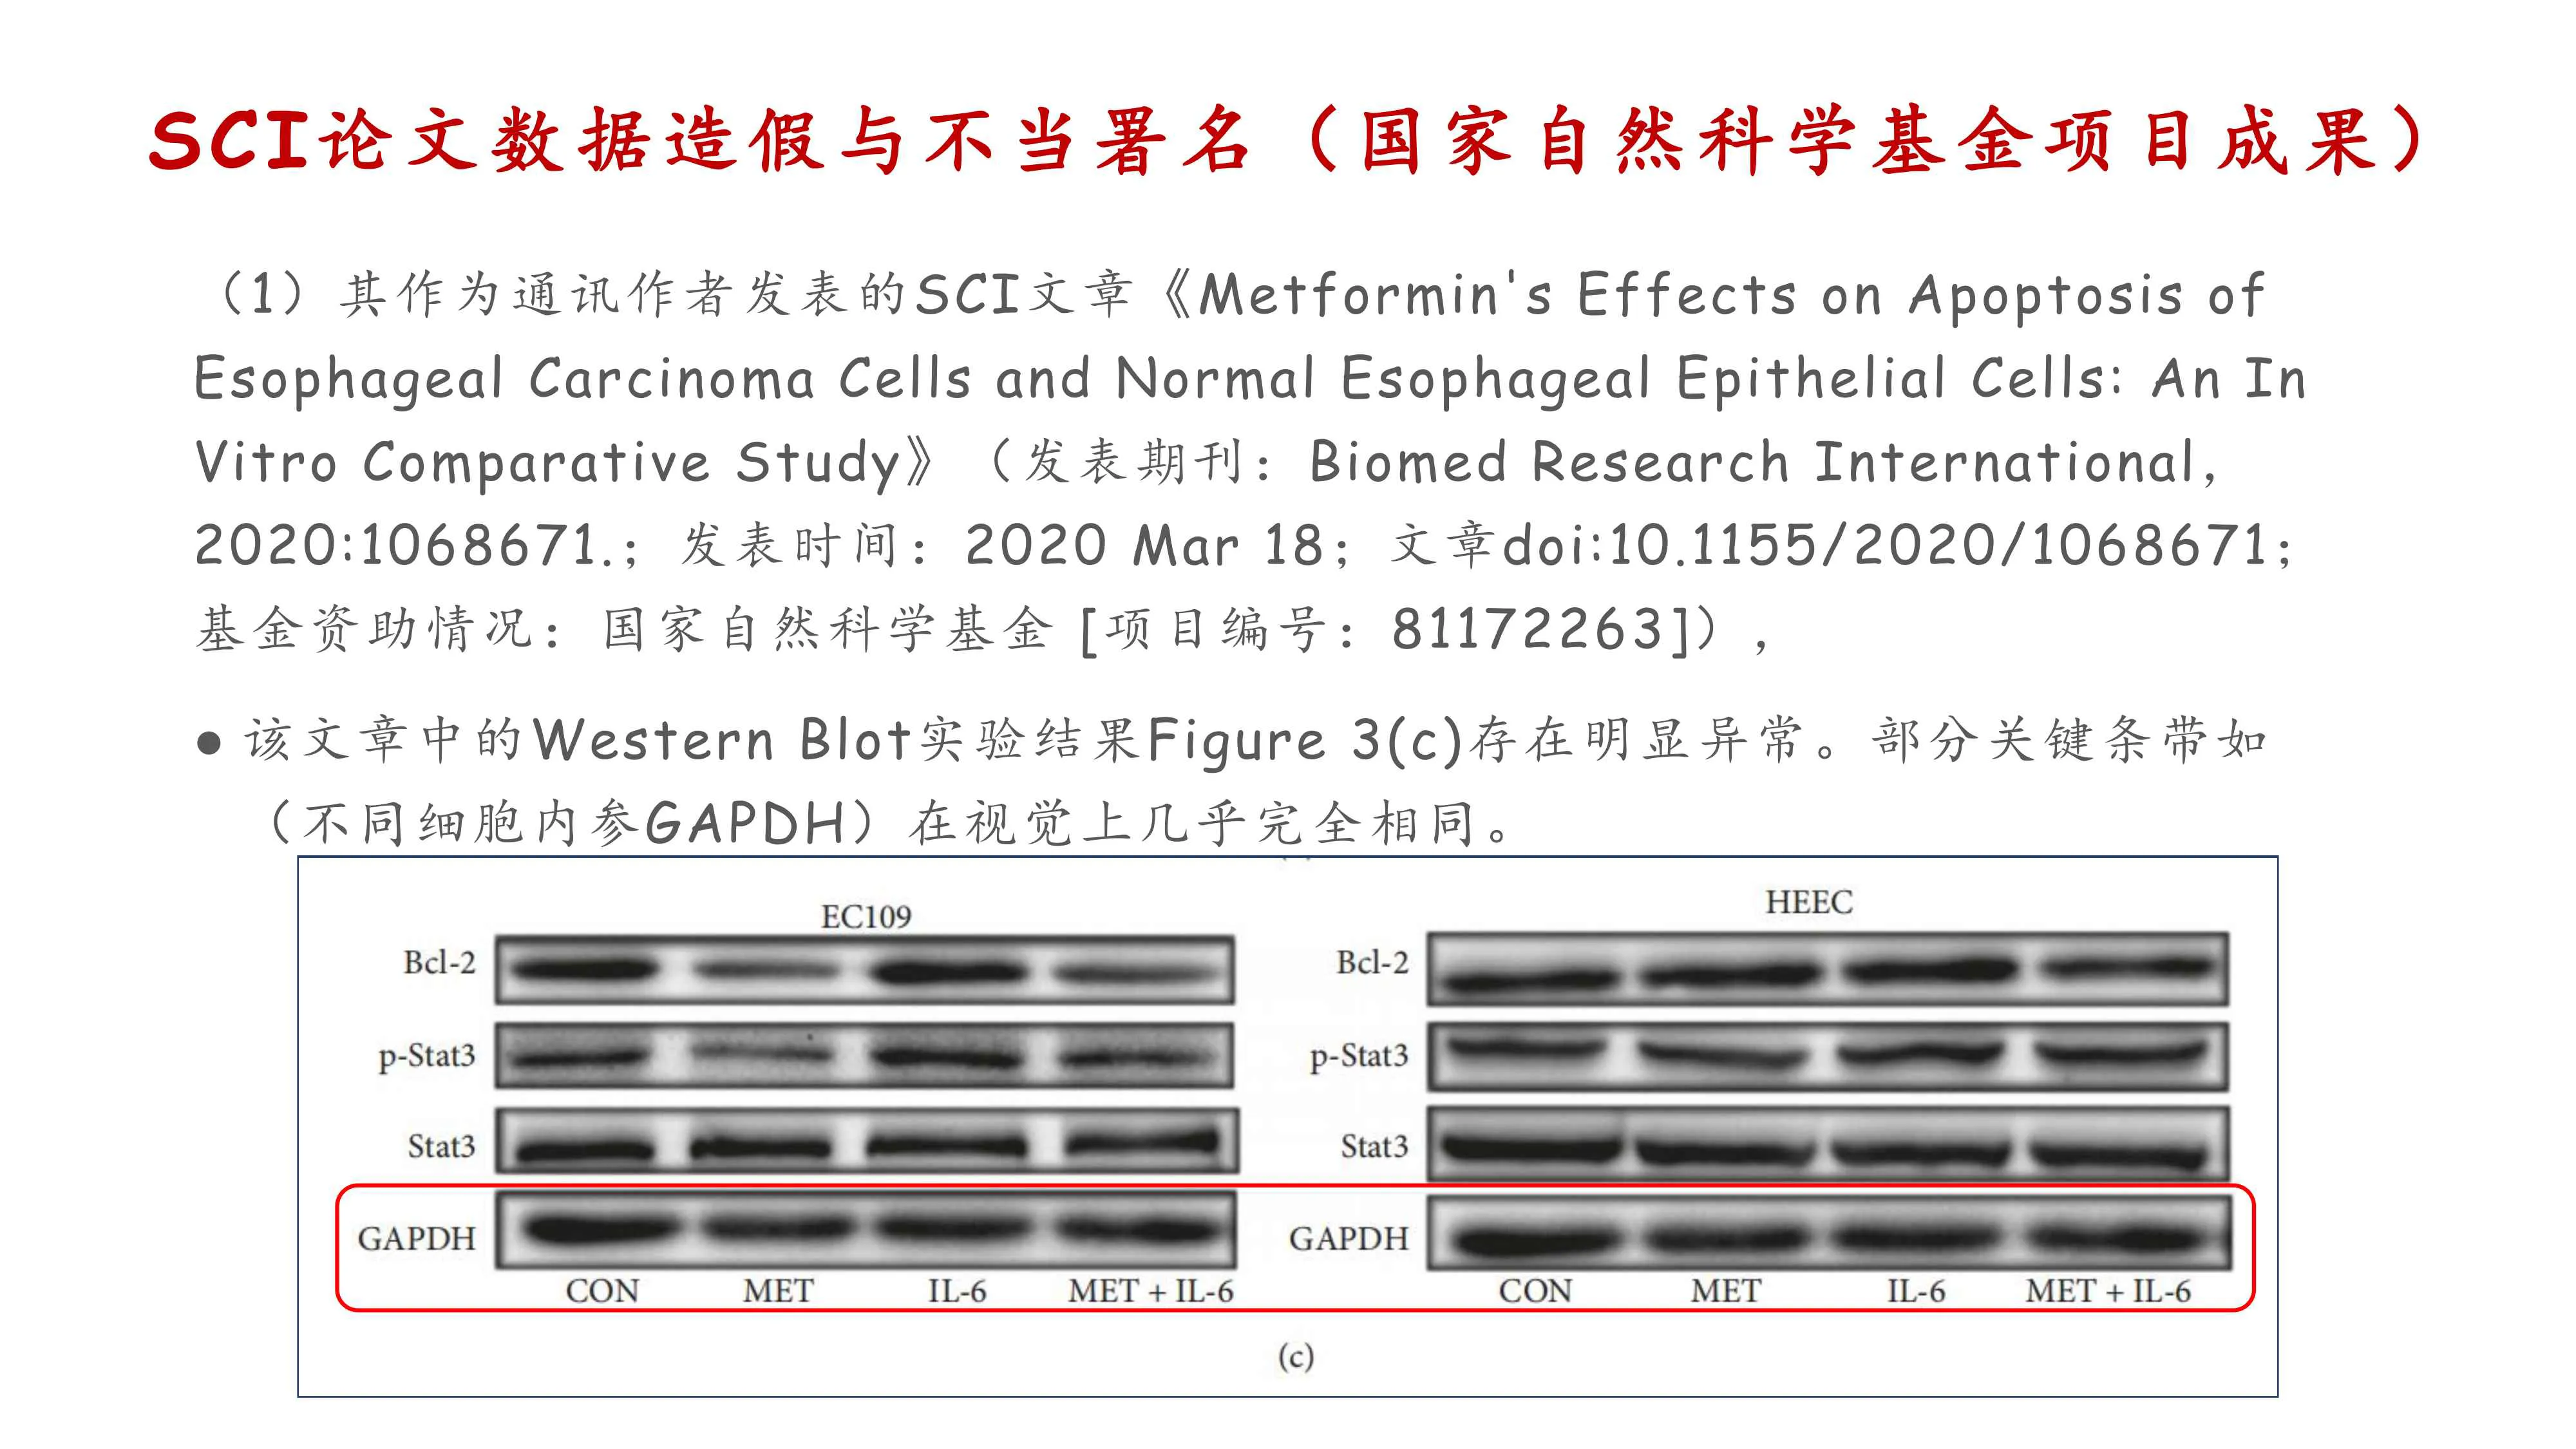 SCI论文数据造假与不当署名（国家自然科学基金项目成果）
（1）其作为通讯作者发表的SCI文章《Metformin's Effects on Apoptosis of
Esophageal Carcinoma Cells and Normal Esophageal Epithelial Cells: An In
Vitro Comparative Study》（发表期刊：Biomed Research International,
2020:1068671.；发表时间：2020 Mar 18；文章doi:10.1155/2020/1068671；
基金资助情况：国家自然科学基金 [项目编号：81172263]），
● 该文章中的Western Blot实验结果Figure 3(c)存在明显异常。部分关键条带如
（不同细胞内参GAPDH）在视觉上几乎完全相同。
EC109
Bcl-2
p-Stat3
Stat3
GAPDH
CON MET IL-6 MET + IL-6
HEEC
Bcl-2
p-Stat3
Stat3
GAPDH
CON MET IL-6 MET + IL-6
(c)